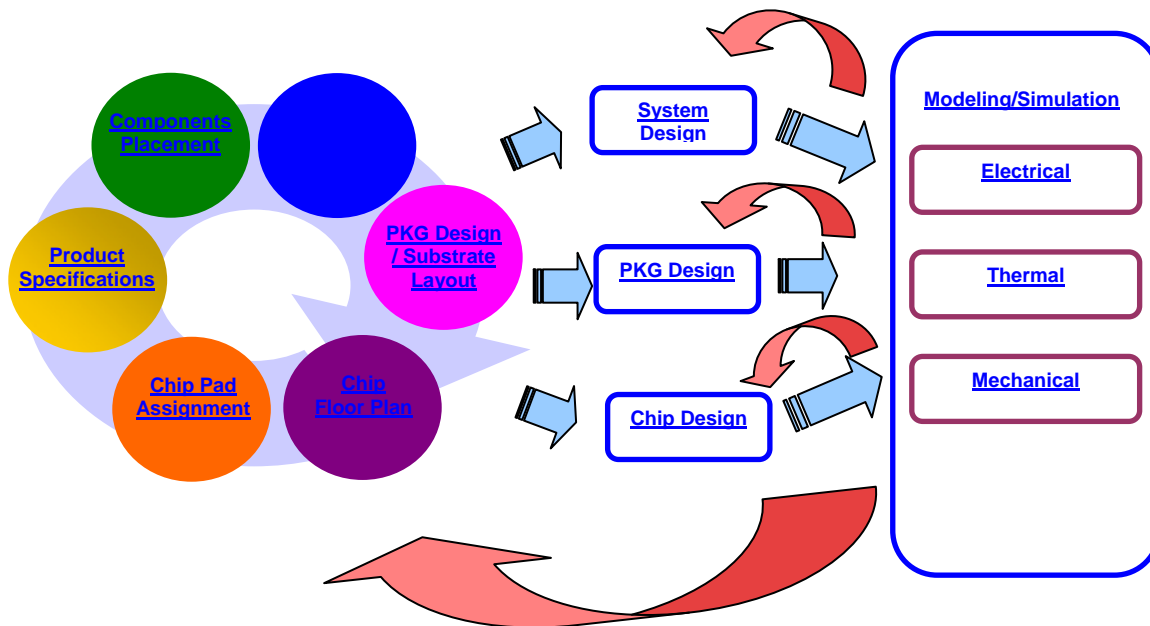 Components
Placement
Product
Specifications
Chip Pad
Assignment
Chip
Floor Plan
PKG Design
/ Substrate
Layout
System
Design
PKG Design
Chip Design
Modeling/Simulation
Electrical
Thermal
Mechanical